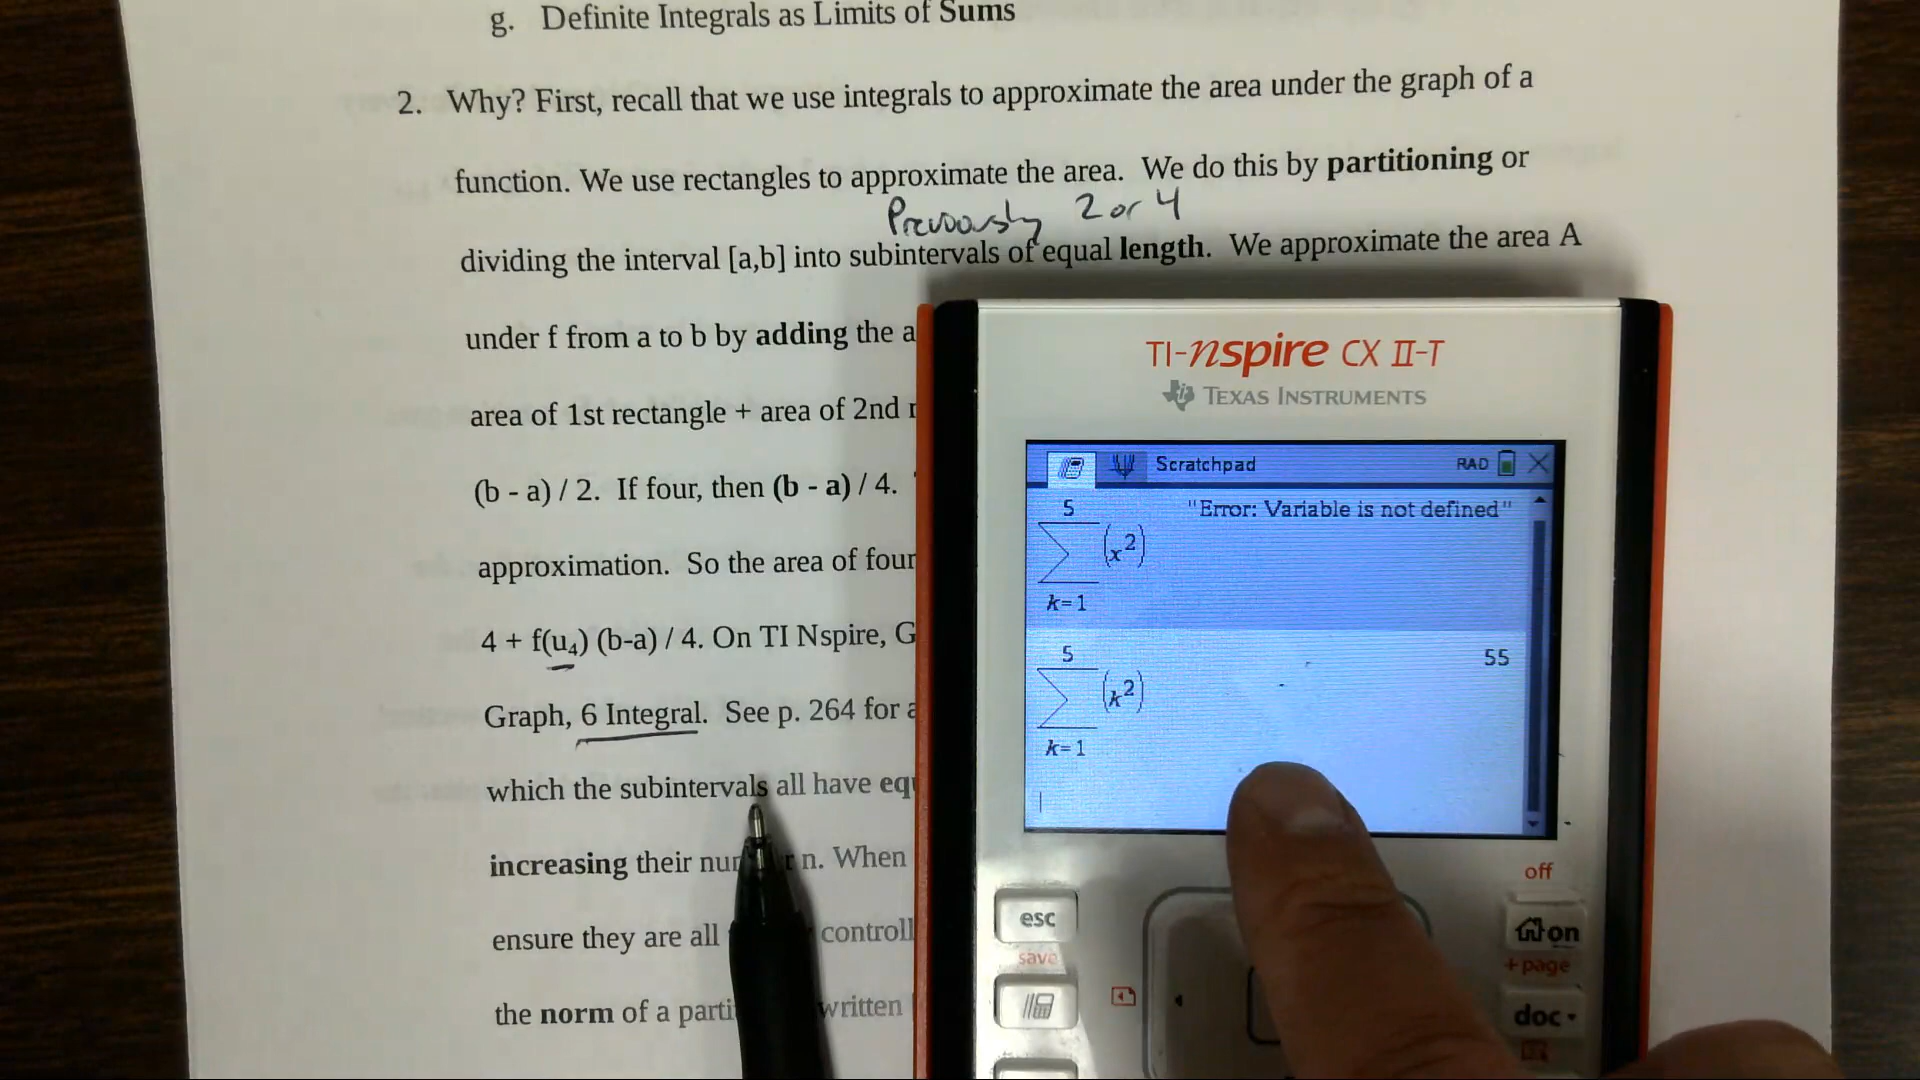 g. Definite Integrals as Limits of Sums
2. Why? First, recall that we use integrals to approximate the area under the graph of a
function. We use rectangles to approximate the area. We do this by partitioning or
Previously 2 or 4
dividing the interval [a,b] into subintervals of equal length. We approximate the area A
under f from a to b by adding the a
area of 1st rectangle + area of 2nd r
(b - a) / 2. If four, then (b - a) / 4.
approximation. So the area of four
4 + f(u₄) (b-a) / 4. On TI Nspire, G
Graph, 6 Integral. See p. 264 for a
which the subintervals all have equ
increasing their n. When
ensure they are all controll
the norm of a parti written
TI-nspire CX II-T
TEXAS INSTRUMENTS
Scratchpad RAD
5
∑ (x²) "Error: Variable is not defined"
k=1
5
∑ (k²) 55
k=1
off
esc
on
save
+page
doc